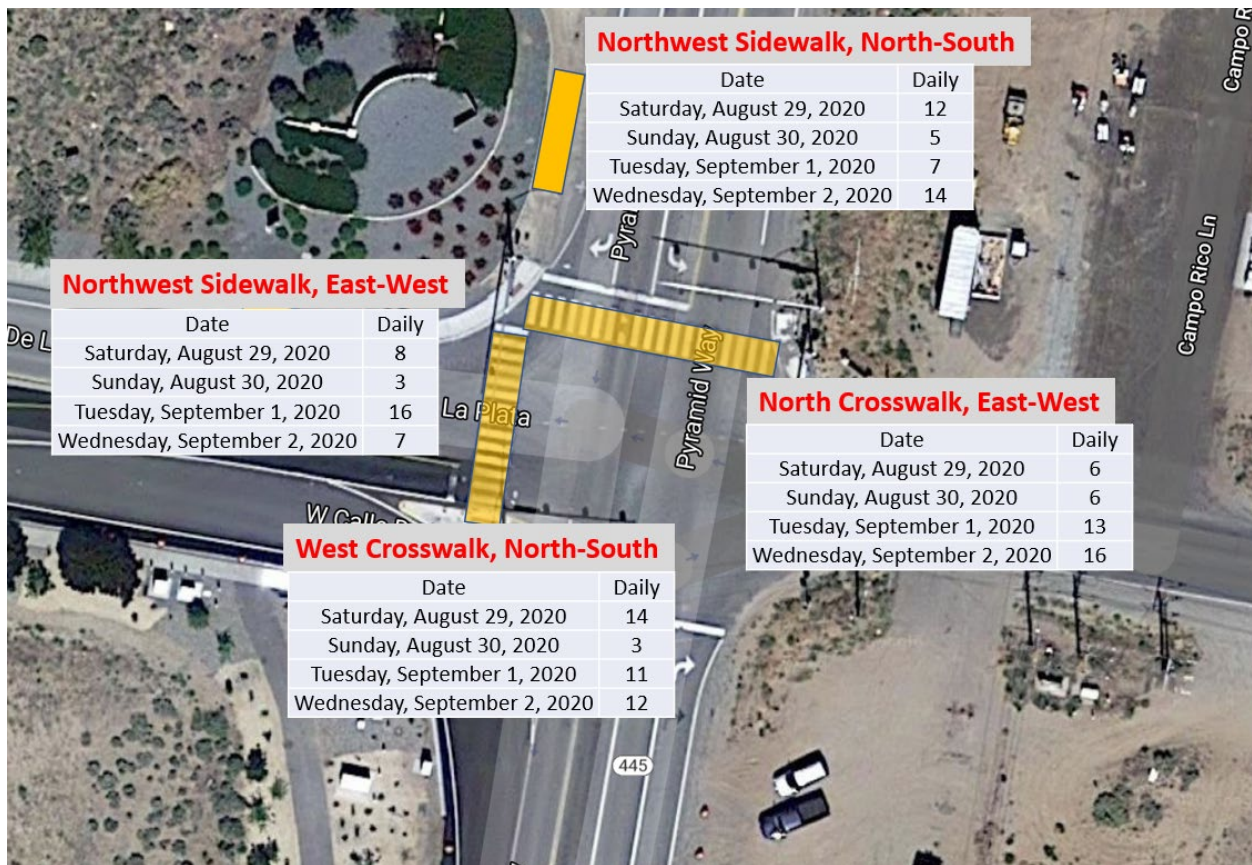 Northwest Sidewalk, North-South
Date Daily
Saturday, August 29, 2020 12
Sunday, August 30, 2020 5
Tuesday, September 1, 2020 7
Wednesday, September 2, 2020 14
Campo R
Campo Rico Ln
Pyra
Northwest Sidewalk, East-West
Date Daily
Saturday, August 29, 2020 8
Sunday, August 30, 2020 3
Tuesday, September 1, 2020 16
Wednesday, September 2, 2020 7
De L
La Plata
Pyramid Way
North Crosswalk, East-West
Date Daily
Saturday, August 29, 2020 6
Sunday, August 30, 2020 6
Tuesday, September 1, 2020 13
Wednesday, September 2, 2020 16
W Calle
West Crosswalk, North-South
Date Daily
Saturday, August 29, 2020 14
Sunday, August 30, 2020 3
Tuesday, September 1, 2020 11
Wednesday, September 2, 2020 12
445